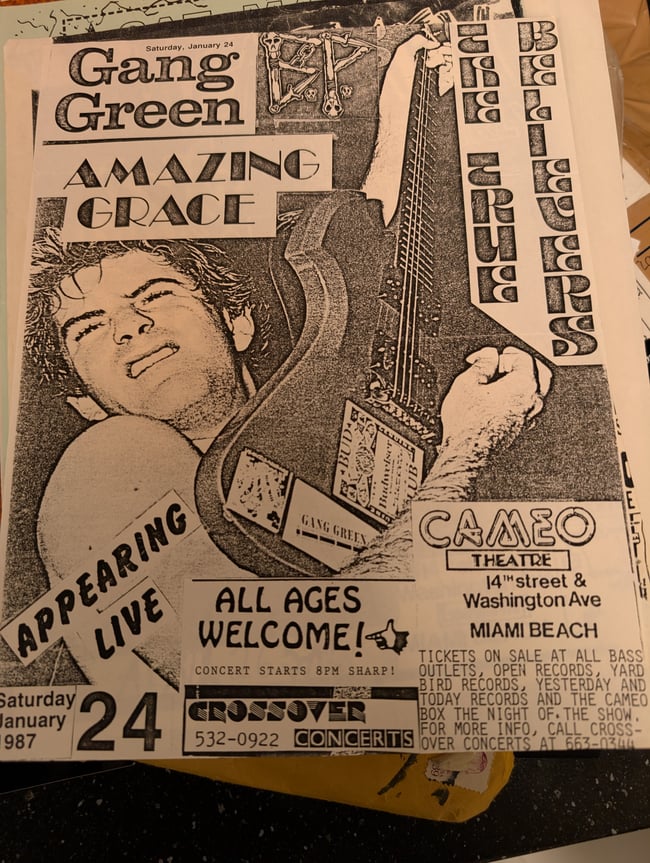 Saturday, January 24
Gang
Green
AMAZING
GRACE
THE TRUE
BELIEVERS
BUD
Budweiser
CLUB
GANG GREEN
APPEARING
LIVE
ALL AGES
WELCOME!
CONCERT STARTS 8PM SHARP!
Saturday
January
1987
24
CROSSOVER
532-0922 CONCERTS
CAMEO
THEATRE
14TH street &
Washington Ave
MIAMI BEACH
TICKETS ON SALE AT ALL BASS
OUTLETS, OPEN RECORDS, YARD
BIRD RECORDS, YESTERDAY AND
TODAY RECORDS AND THE CAMEO
BOX THE NIGHT OF.THE SHOW.
FOR MORE INFO, CALL CROSS-
OVER CONCERTS AT 663-0344